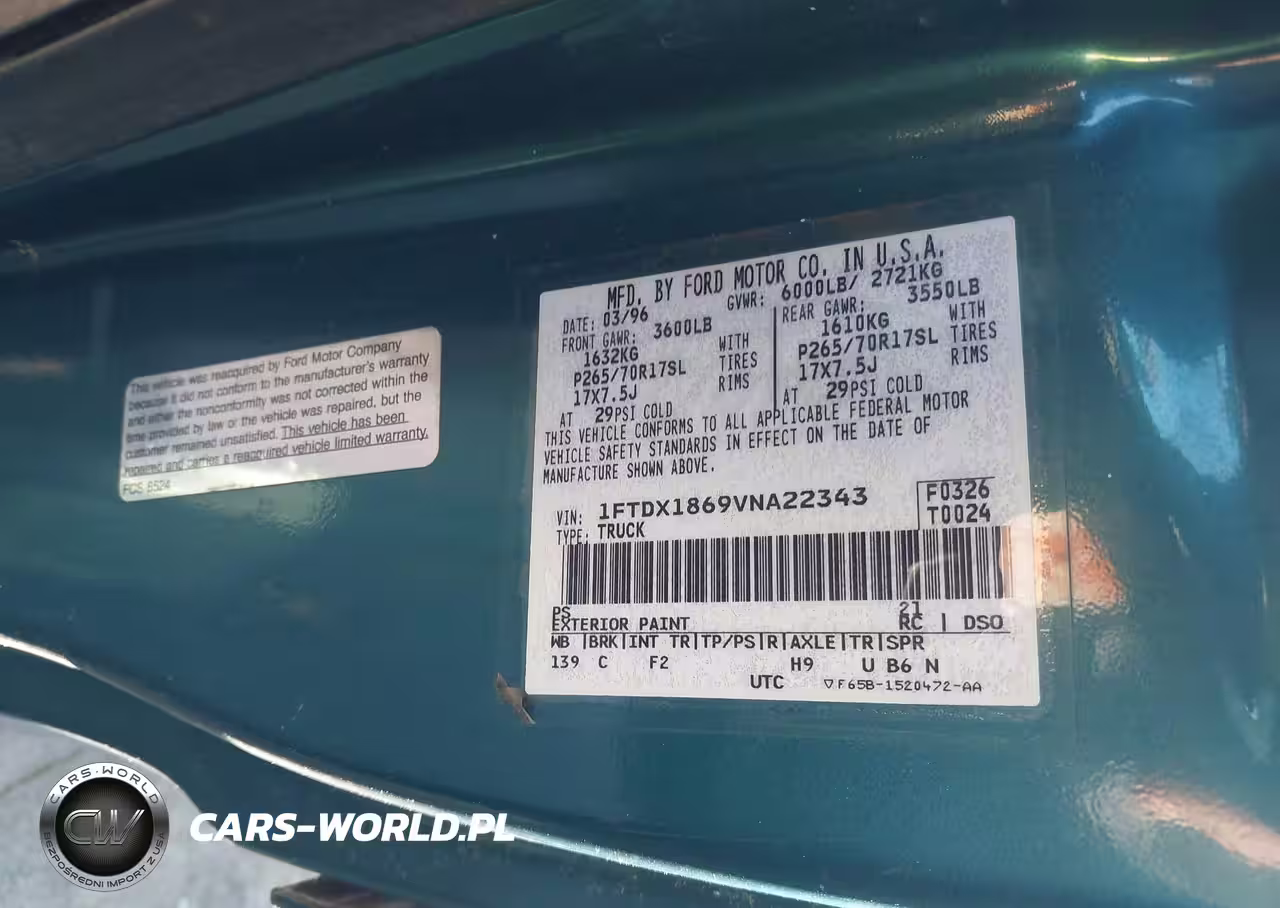 This vehicle was reacquired by Ford Motor Company
because it did not conform to the manufacturer's warranty
and either the nonconformity was not corrected within the
time provided by law or the vehicle was repaired, but the
customer remained unsatisfied. This vehicle has been
repaired and carries a reacquired vehicle limited warranty.
FCS 8524
MFD. BY FORD MOTOR CO. IN U.S.A.
DATE: 03/96 GVWR: 6000LB/ 2721KG
FRONT GAWR: 3600LB REAR GAWR: 3550LB
1632KG WITH 1610KG WITH
P265/70R17SL TIRES P265/70R17SL TIRES
17X7.5J RIMS 17X7.5J RIMS
AT 29PSI COLD AT 29PSI COLD
THIS VEHICLE CONFORMS TO ALL APPLICABLE FEDERAL MOTOR
VEHICLE SAFETY STANDARDS IN EFFECT ON THE DATE OF
MANUFACTURE SHOWN ABOVE.
VIN: 1FTDX1869VNA22343 F0326
TYPE: TRUCK T0024
PS 21
EXTERIOR PAINT RC | DSO
WB |BRK|INT TR|TP/PS|R|AXLE|TR|SPR
139 C F2 H9 U B6 N
UTC ▽F65B-1520472-AA
CARS-WORLD
CW
BEZPOŚREDNI IMPORT Z USA
CARS-WORLD.PL